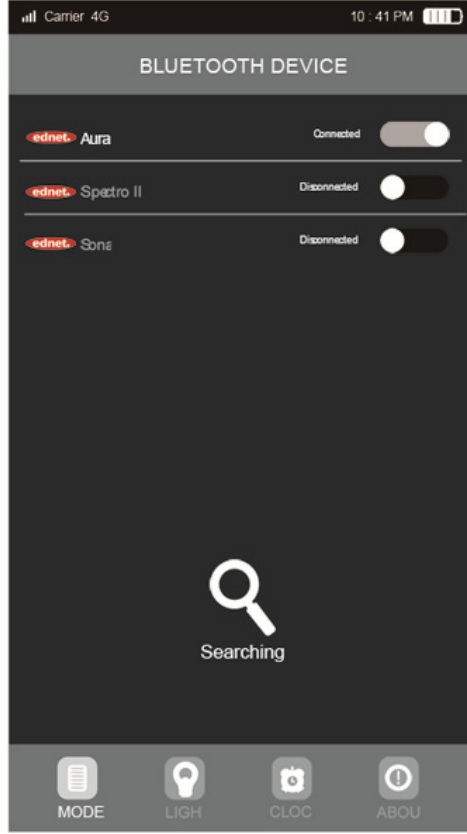 Carrier 4G 10 : 41 PM
BLUETOOTH DEVICE
ednet. Aura Connected
ednet. Spectro II Disconnected
ednet. Sona Disconnected
Searching
MODE LIGH CLOC ABOU